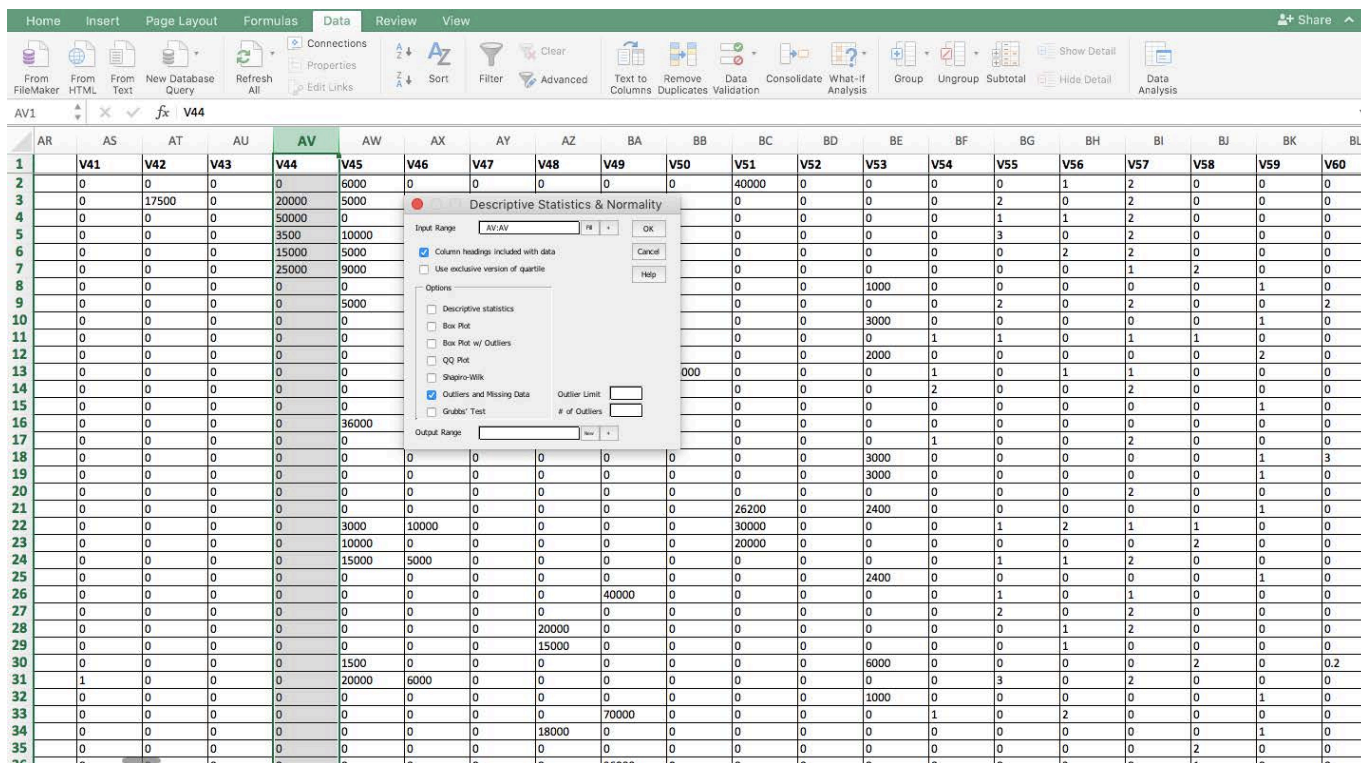 Home Insert Page Layout Formulas Data Review View Share
Connections Clear Show Detail
Properties
Edit Links Advanced Hide Detail
From FileMaker From HTML From Text New Database Query Refresh All Sort Filter Text to Columns Remove Duplicates Data Validation Consolidate What-If Analysis Group Ungroup Subtotal Data Analysis
AV1 fx V44
AR AS AT AU AV AW AX AY AZ BA BB BC BD BE BF BG BH BI BJ BK BL
1 V41 V42 V43 V44 V45 V46 V47 V48 V49 V50 V51 V52 V53 V54 V55 V56 V57 V58 V59 V60
2 0 0 0 0 6000 0 0 0 0 0 40000 0 0 0 0 1 2 0 0 0
3 0 17500 0 20000 5000 0 0 0 0 2 0 2 0 0 0
4 0 0 0 50000 0 0 0 0 0 1 1 2 0 0 0
5 0 0 0 3500 10000 0 0 0 0 3 0 2 0 0 0
6 0 0 0 15000 5000 0 0 0 0 0 2 2 0 0 0
7 0 0 0 25000 9000 0 0 0 0 0 0 1 2 0 0
8 0 0 0 0 0 0 0 1000 0 0 0 0 0 1 0
9 0 0 0 0 5000 0 0 0 0 2 0 2 0 0 2
10 0 0 0 0 0 0 0 3000 0 0 0 0 0 1 0
11 0 0 0 0 0 0 0 0 1 1 0 1 1 0 0
12 0 0 0 0 0 0 0 2000 0 0 0 0 0 2 0
13 0 0 0 0 0 000 0 0 0 1 0 1 1 0 0 0
14 0 0 0 0 0 0 0 0 2 0 0 2 0 0 0
15 0 0 0 0 0 0 0 0 0 0 0 0 0 1 0
16 0 0 0 0 36000 0 0 0 0 0 0 0 0 0 0
17 0 0 0 0 0 0 0 0 1 0 0 2 0 0 0
Descriptive Statistics & Normality
Input Range AV:AV Fill OK
Column headings included with data Cancel
Use exclusive version of quartile Help
Options
Descriptive statistics
Box Plot
Box Plot w/ Outliers
QQ Plot
Shapiro-Wilk
Outliers and Missing Data Outlier Limit
Grubbs' Test # of Outliers
Output Range New
18 0 0 0 0 0 0 0 0 0 0 0 0 3000 0 0 0 0 0 1 3
19 0 0 0 0 0 0 0 0 0 0 0 0 3000 0 0 0 0 0 1 0
20 0 0 0 0 0 0 0 0 0 0 0 0 0 0 0 0 2 0 0 0
21 0 0 0 0 0 0 0 0 0 0 26200 0 2400 0 0 0 0 0 1 0
22 0 0 0 0 3000 10000 0 0 0 0 30000 0 0 0 1 2 1 1 0 0
23 0 0 0 0 10000 0 0 0 0 0 20000 0 0 0 0 0 0 2 0 0
24 0 0 0 0 15000 5000 0 0 0 0 0 0 0 0 1 1 2 0 0 0
25 0 0 0 0 0 0 0 0 0 0 0 0 2400 0 0 0 0 0 1 0
26 0 0 0 0 0 0 0 0 40000 0 0 0 0 0 1 0 1 0 0 0
27 0 0 0 0 0 0 0 0 0 0 0 0 0 0 2 0 2 0 0 0
28 0 0 0 0 0 0 0 20000 0 0 0 0 0 0 0 1 2 0 0 0
29 0 0 0 0 0 0 0 15000 0 0 0 0 0 0 0 1 0 0 0 0
30 0 0 0 0 1500 0 0 0 0 0 0 0 6000 0 0 0 0 2 0 0.2
31 1 0 0 0 20000 6000 0 0 0 0 0 0 0 0 3 0 2 0 0 0
32 0 0 0 0 0 0 0 0 0 0 0 0 1000 0 0 0 0 0 1 0
33 0 0 0 0 0 0 0 0 70000 0 0 0 0 1 0 2 0 0 0 0
34 0 0 0 0 0 0 0 18000 0 0 0 0 0 0 0 0 0 0 1 0
35 0 0 0 0 0 0 0 0 0 0 0 0 0 0 0 0 0 2 0 0